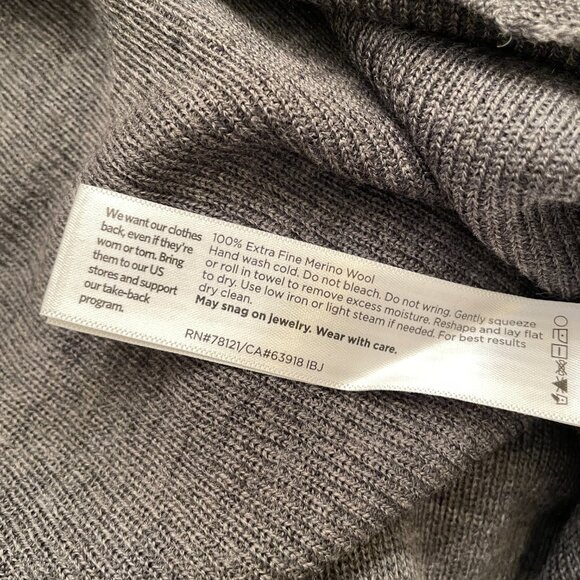 We want our clothes
back, even if they're
worn or torn. Bring
them to our US
stores and support
our take-back
program.
100% Extra Fine Merino Wool
Hand wash cold. Do not bleach. Do not wring. Gently squeeze
or roll in towel to remove excess moisture. Reshape and lay flat
to dry. Use low iron or light steam if needed. For best results
dry clean.
May snag on jewelry. Wear with care.
RN#78121/CA#63918 IBJ